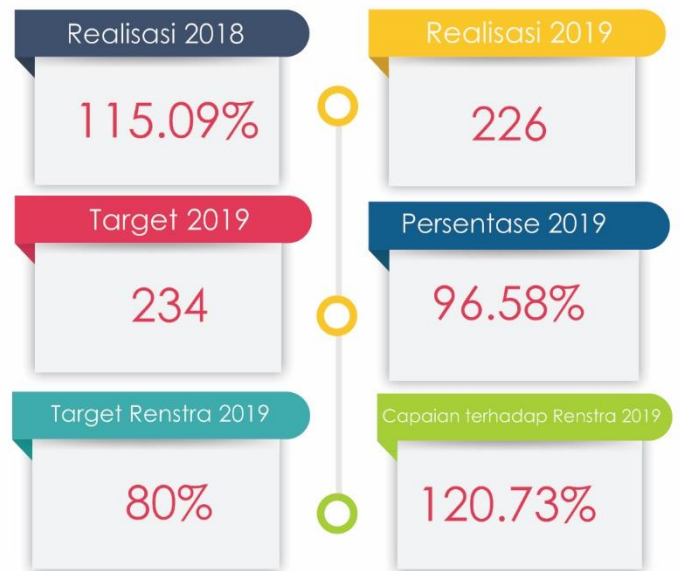 Realisasi 2018
115.09%
Realisasi 2019
226
Target 2019
234
Persentase 2019
96.58%
Target Renstra 2019
80%
Capaian terhadap Renstra 2019
120.73%